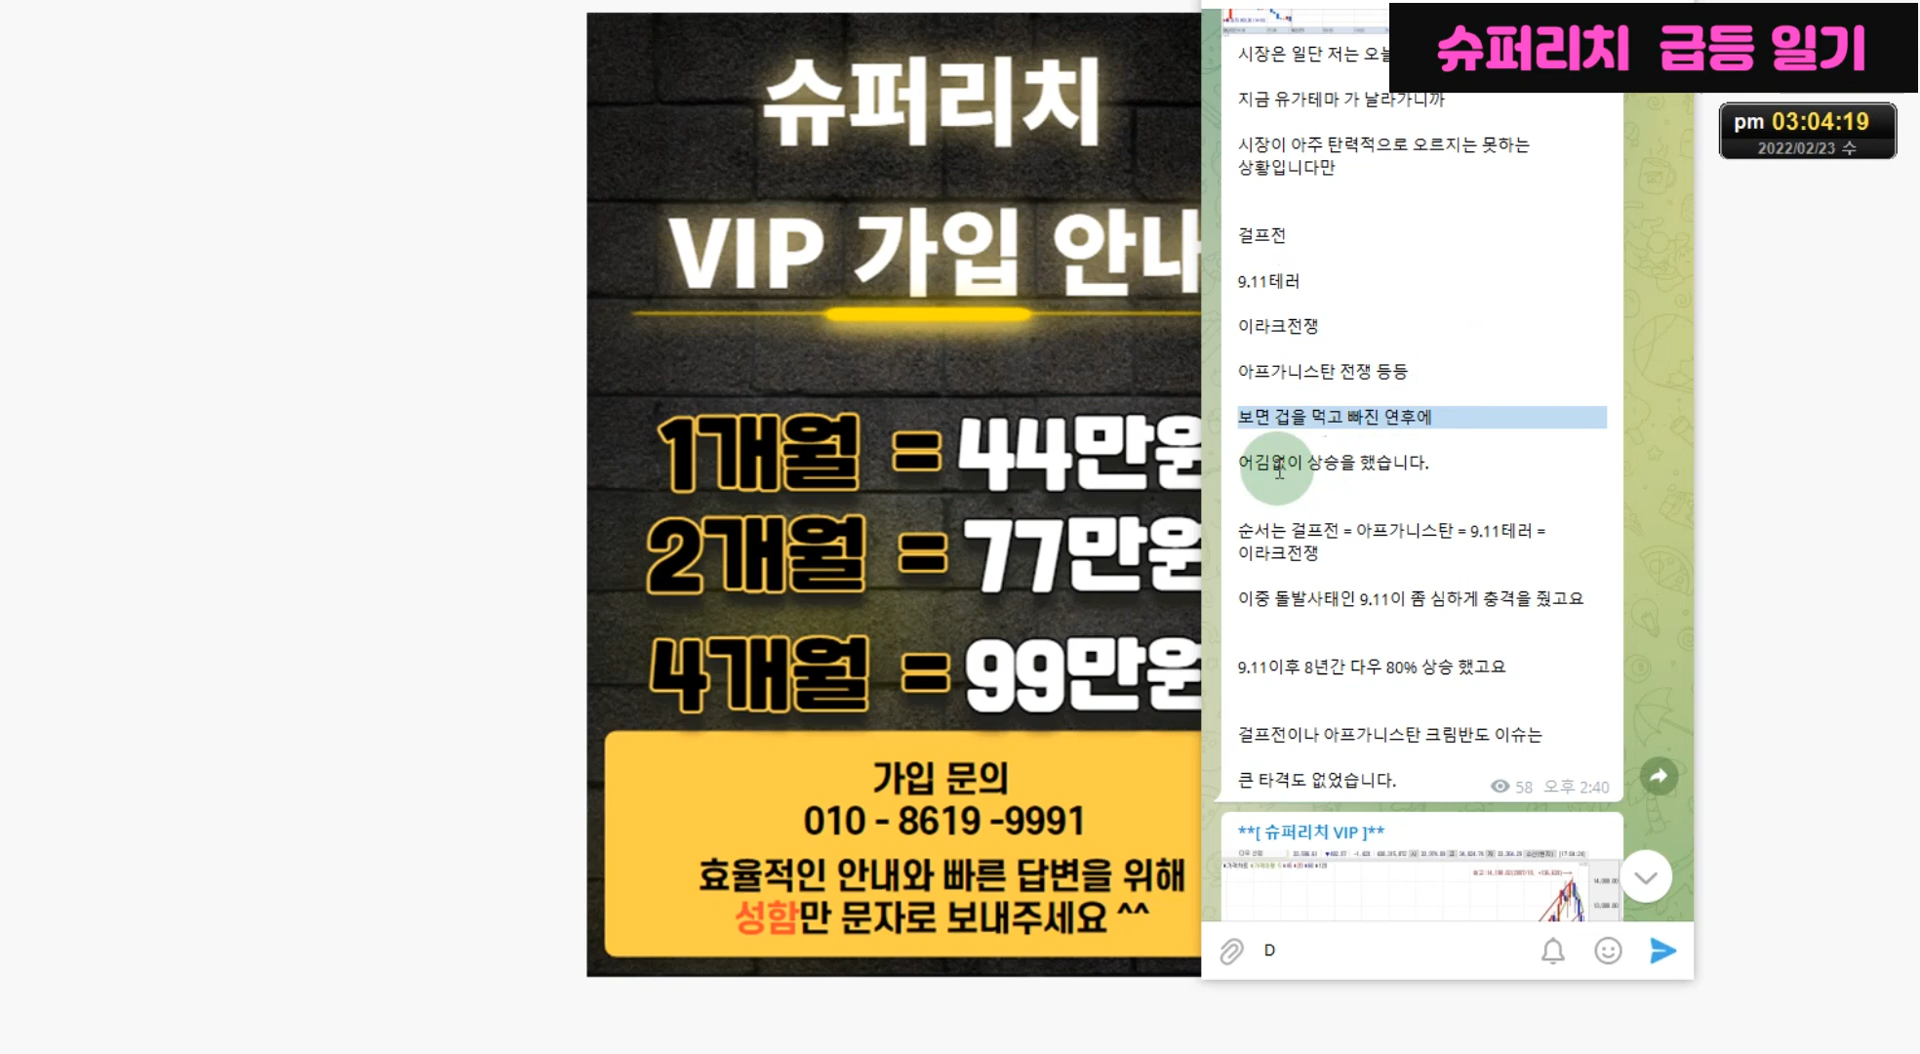 슈퍼리치
VIP 가입 안내
1개월 = 44만원
2개월 = 77만원
4개월 = 99만원
가입 문의
010 - 8619 -9991
효율적인 안내와 빠른 답변을 위해
성함만 문자로 보내주세요 ^^
시장은 일단 저는 오늘
지금 유가테마 가 날라가니까
시장이 아주 탄력적으로 오르지는 못하는
상황입니다만
걸프전
9.11테러
이라크전쟁
아프가니스탄 전쟁 등등
보면 겁을 먹고 빠진 연후에
어김없이 상승을 했습니다.
순서는 걸프전 = 아프가니스탄 = 9.11테러 =
이라크전쟁
이중 돌발사태인 9.11이 좀 심하게 충격을 줬고요
9.11이후 8년간 다우 80% 상승 했고요
걸프전이나 아프가니스탄 크림반도 이슈는
큰 타격도 없었습니다.
58 오후 2:40
**[ 슈퍼리치 VIP ]**
D
슈퍼리치 급등 일기
pm 03:04:19
2022/02/23 수